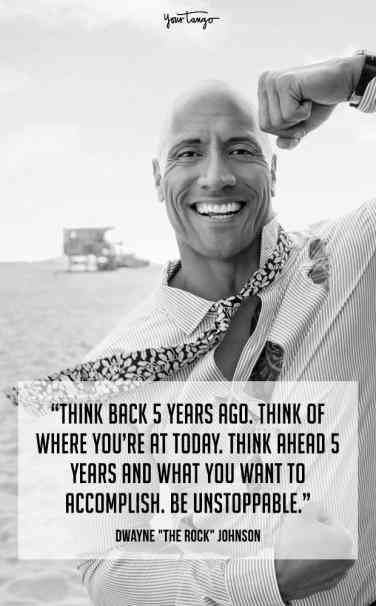 YourTango
“THINK BACK 5 YEARS AGO. THINK OF
WHERE YOU’RE AT TODAY. THINK AHEAD 5
YEARS AND WHAT YOU WANT TO
ACCOMPLISH. BE UNSTOPPABLE.”
DWAYNE "THE ROCK" JOHNSON